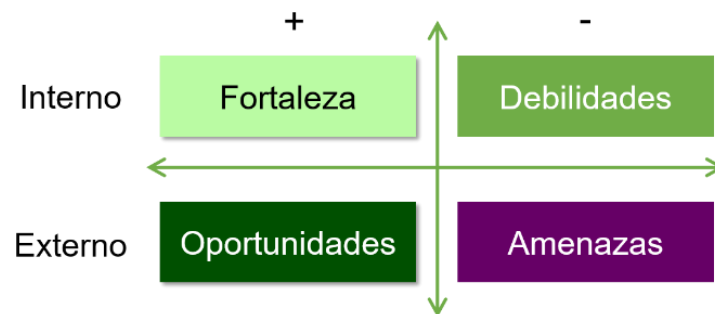 + -
Interno Fortaleza Debilidades
Externo Oportunidades Amenazas